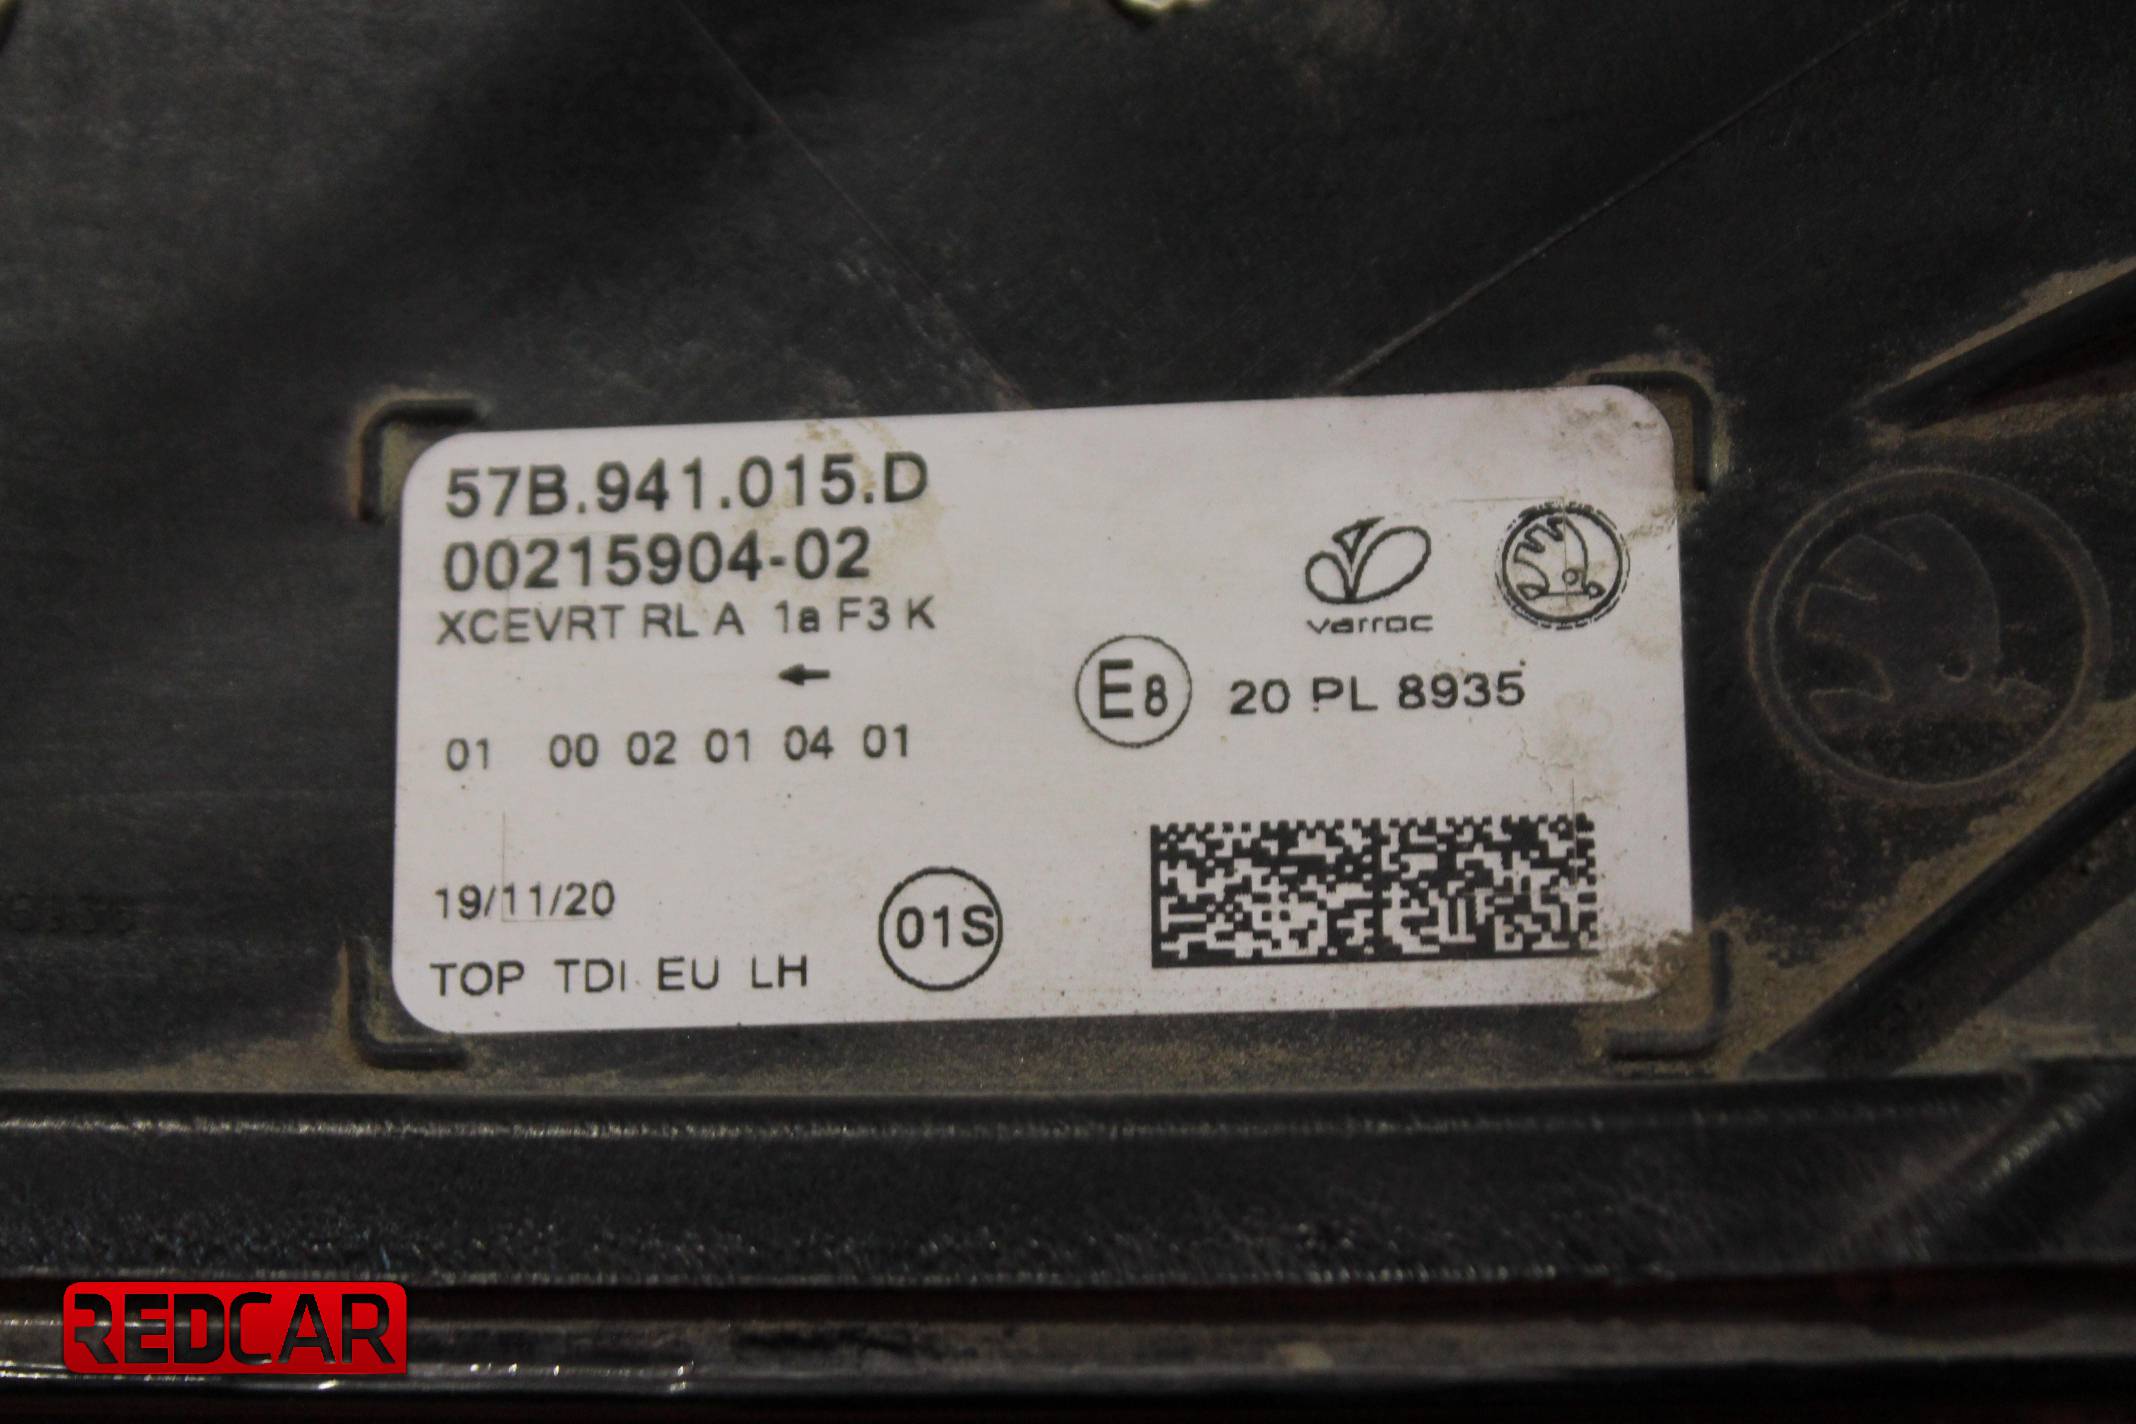 57B.941.015.D
00215904-02
XCEVRT RL A 1a F3 K
01 00 02 01 04 01
varroc
E8 20 PL 8935
19/11/20
01S
TOP TDI EU LH
REDCAR